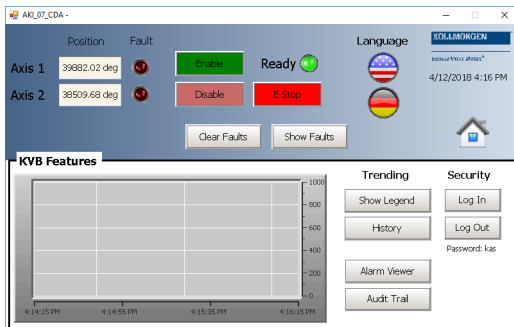 AKI_07_CDA -
Position Fault
Axis 1 39882.02 deg
Axis 2 38509.68 deg
Enable
Disable
Ready
E-Stop
Clear Faults Show Faults
Language
KOLLMORGEN
Because Motion Matters™
4/12/2018 4:16 PM
KVB Features
1000
800
600
400
200
0
4:14:15 PM 4:14:55 PM 4:15:35 PM 4:16:15 PM
Trending
Show Legend
History
Alarm Viewer
Audit Trail
Security
Log In
Log Out
Password: kas